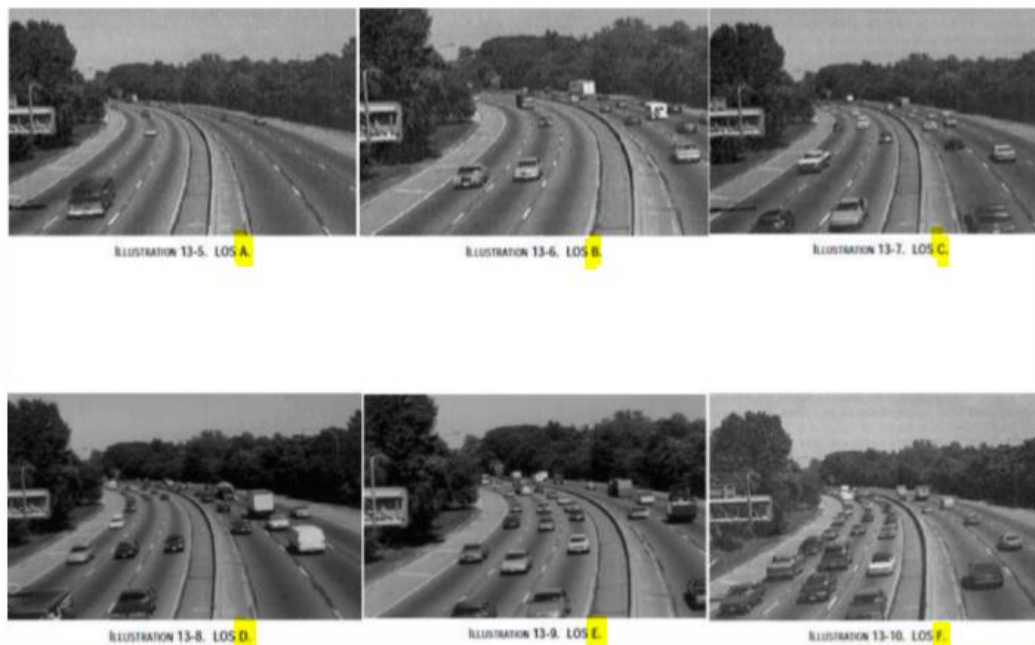 ILLUSTRATION 13-5. LOS A.
ILLUSTRATION 13-6. LOS B.
ILLUSTRATION 13-7. LOS C.
ILLUSTRATION 13-8. LOS D.
ILLUSTRATION 13-9. LOS E.
ILLUSTRATION 13-10. LOS F.